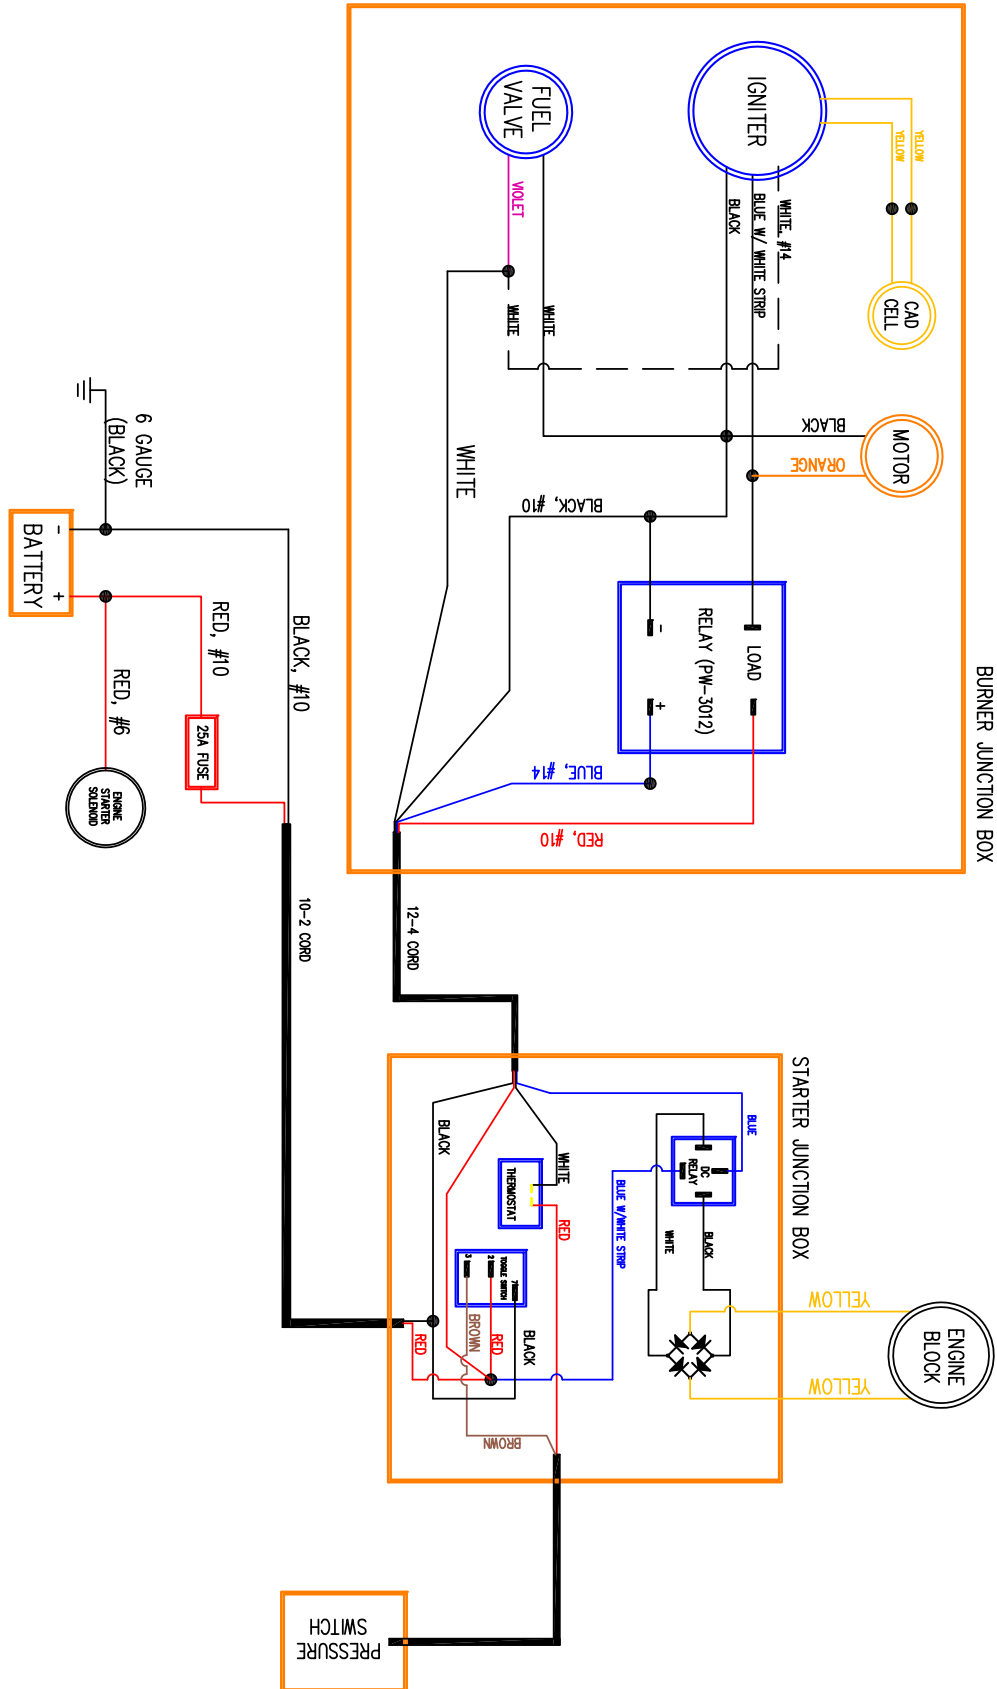 BURNER JUNCTION BOX
IGNITER
FUEL
VALVE
YELLOW
YELLOW
CAD
CELL
MOTOR
WHITE, #14
BLUE W/ WHITE STRIP
BLACK
VIOLET
WHITE
WHITE
BLACK
ORANGE
WHITE
BLACK, #10
RELAY (PW-3012)
LOAD
-
+
BLUE, #14
RED, #10
6 GAUGE
(BLACK)
BATTERY
-
+
RED, #10
BLACK, #10
RED, #6
25A FUSE
ENGINE
STARTER
SOLENOID
10-2 CORD
12-4 CORD
STARTER JUNCTION BOX
BLUE
DC
RELAY
BLACK
WHITE
BLUE W/WHITE STRIP
BLACK
WHITE
THERMOSTAT
RED
TOGGLE SWITCH
3
2
7
BROWN
RED
BLACK
RED
BROWN
YELLOW
YELLOW
ENGINE
BLOCK
PRESSURE
SWITCH